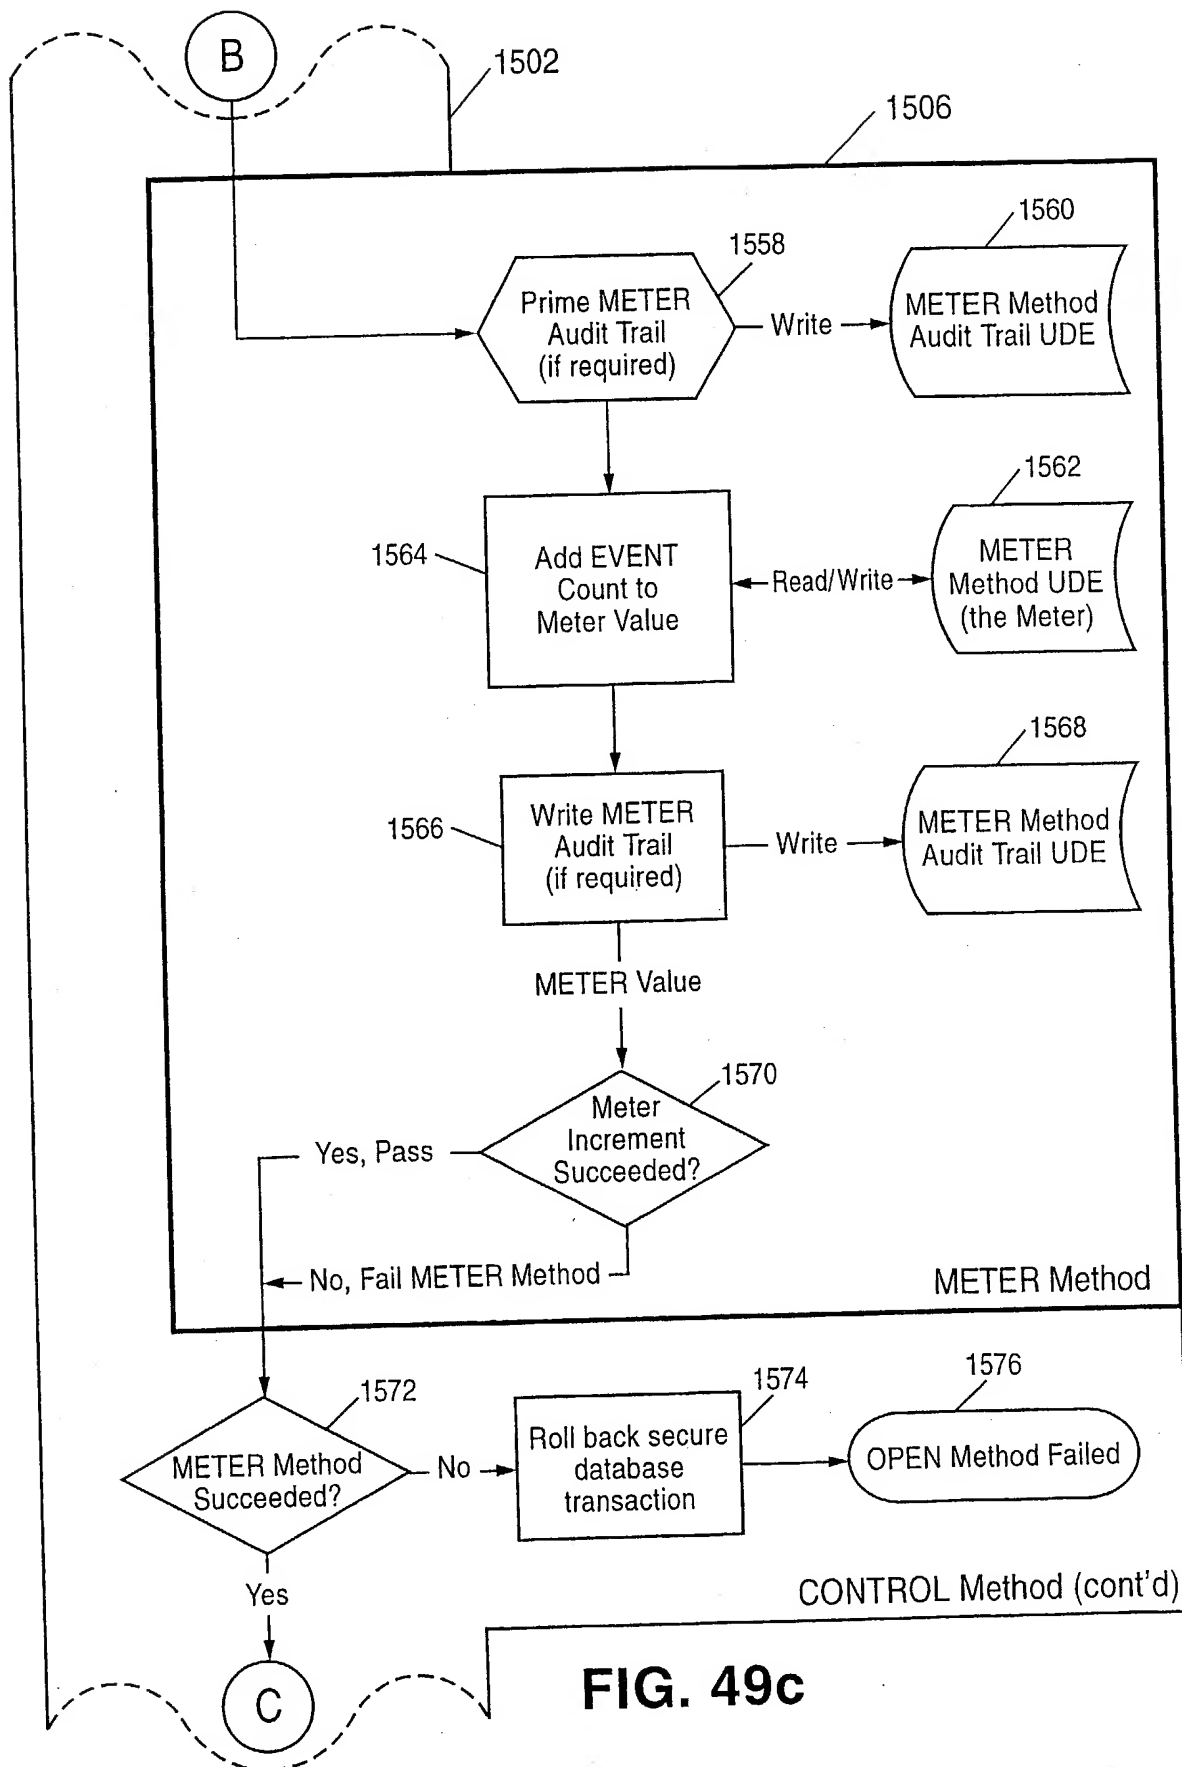 B
1502
1506
1558
1560
Prime METER
Audit Trail
(if required)
Write
METER Method
Audit Trail UDE
1562
1564
Add EVENT
Count to
Meter Value
Read/Write
METER
Method UDE
(the Meter)
1568
1566
Write METER
Audit Trail
(if required)
Write
METER Method
Audit Trail UDE
METER Value
1570
Meter
Increment
Succeeded?
Yes, Pass
No, Fail METER Method
METER Method
1572
1574
1576
METER Method
Succeeded?
No
Roll back secure
database
transaction
OPEN Method Failed
Yes
CONTROL Method (cont'd)
C
FIG. 49c